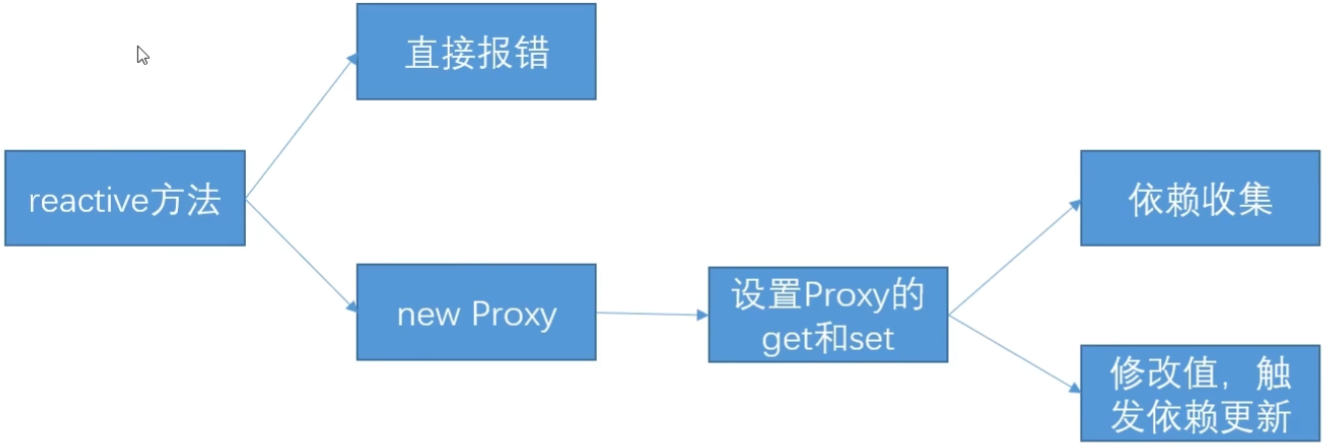 直接报错
reactive方法
依赖收集
new Proxy
设置Proxy的
get和set
修改值，触
发依赖更新